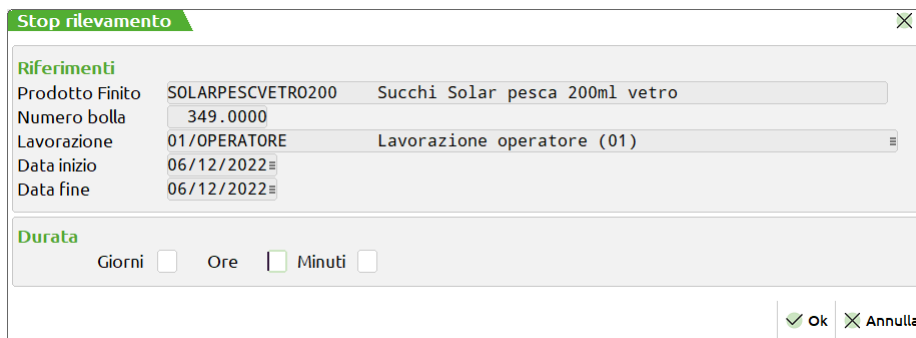 Stop rilevamento
Riferimenti
Prodotto Finito SOLARPESCVETRO200 Succhi Solar pesca 200ml vetro
Numero bolla 349.0000
Lavorazione 01/OPERATORE Lavorazione operatore (01)
Data inizio 06/12/2022
Data fine 06/12/2022
Durata
Giorni Ore Minuti
Ok Annulla